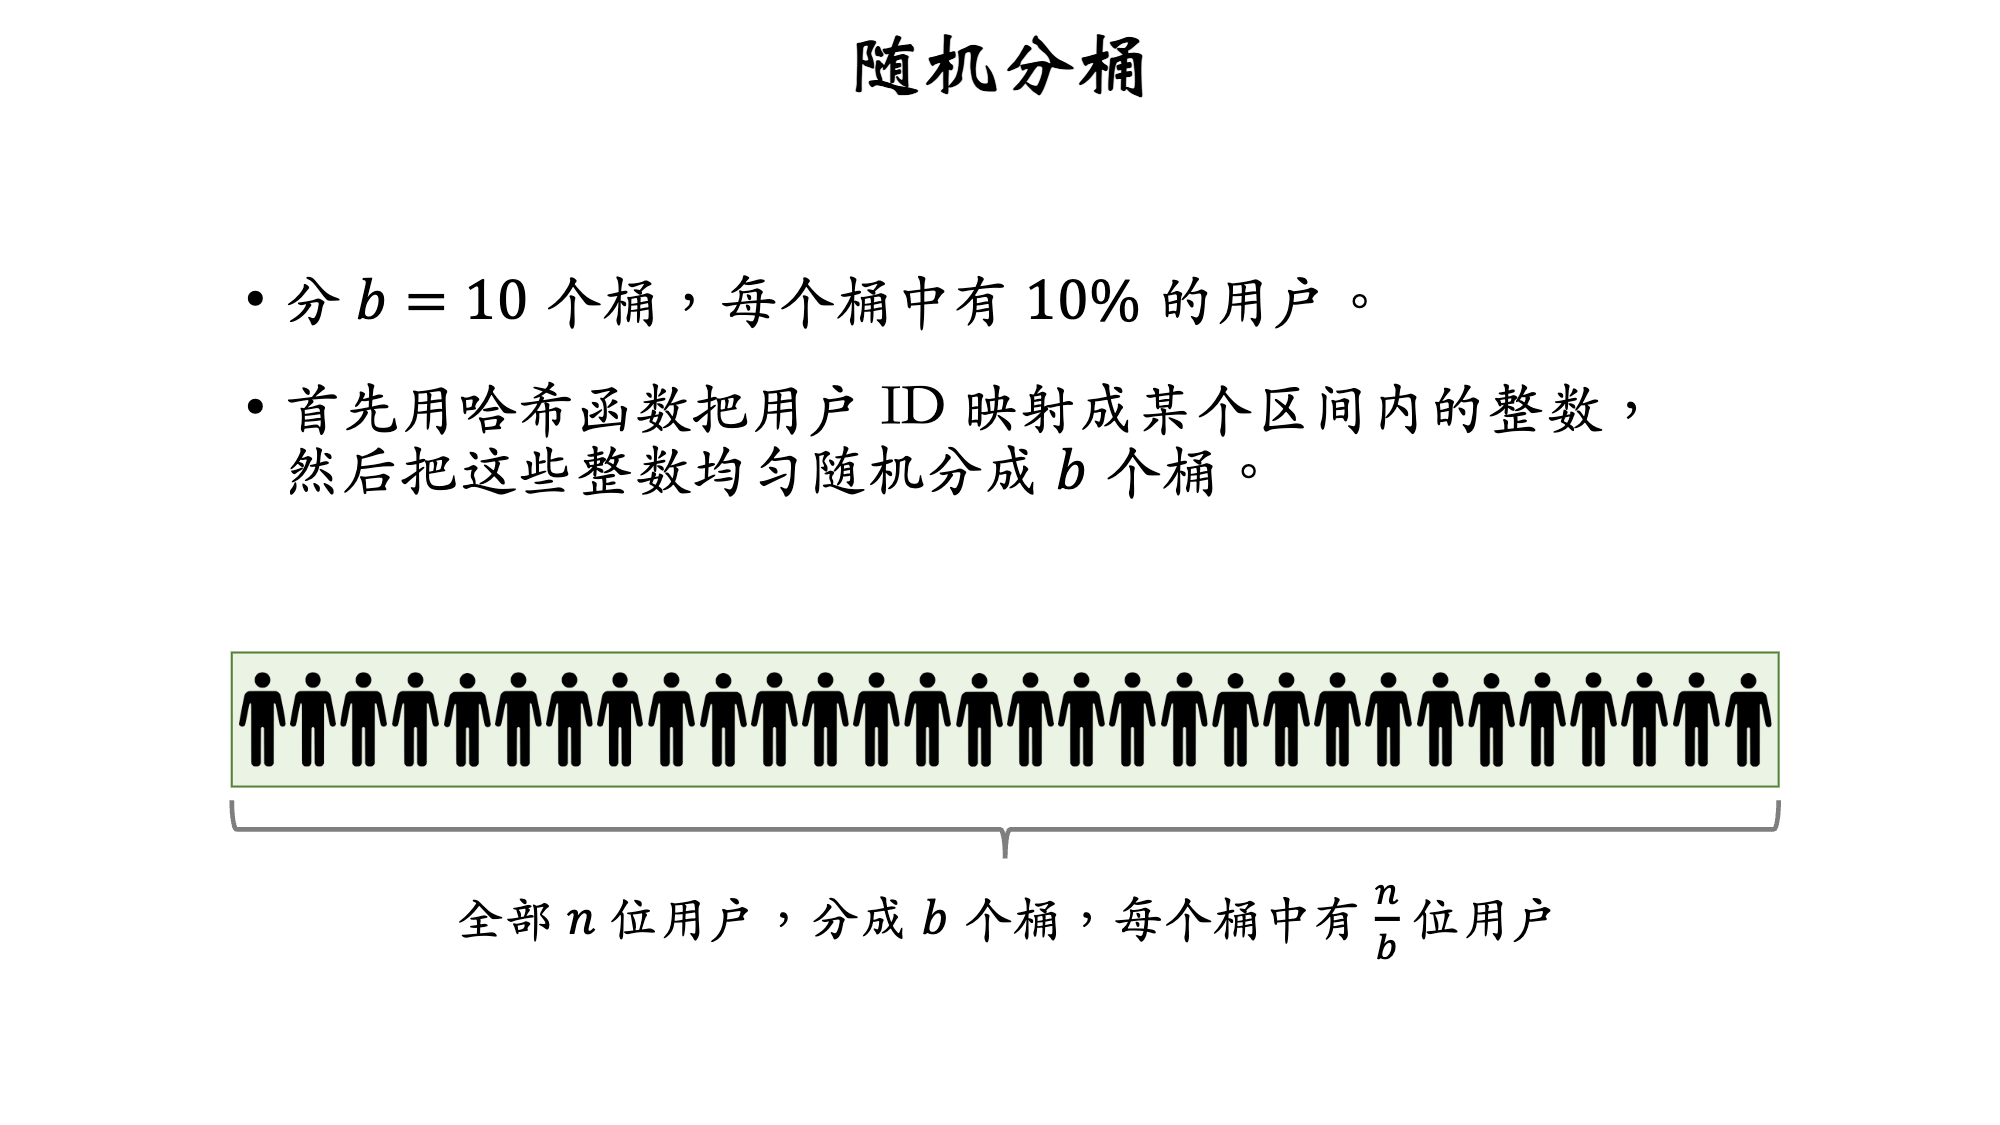 随机分桶
• 分 b = 10 个桶，每个桶中有 10% 的用户。
• 首先用哈希函数把用户 ID 映射成某个区间内的整数，
然后把这些整数均匀随机分成 b 个桶。
全部 n 位用户，分成 b 个桶，每个桶中有 n/b 位用户